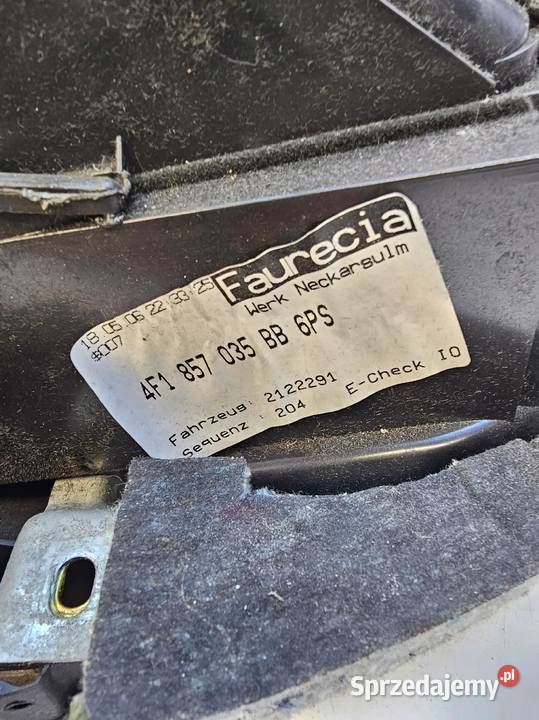 Faurecia
Werk Neckarsulm
18 05 06 22:33:25
$007
4F1 857 035 BB 6PS
Fahrzeug: 2122291
Sequenz : 204 E-Check IO
Sprzedajemy.pl